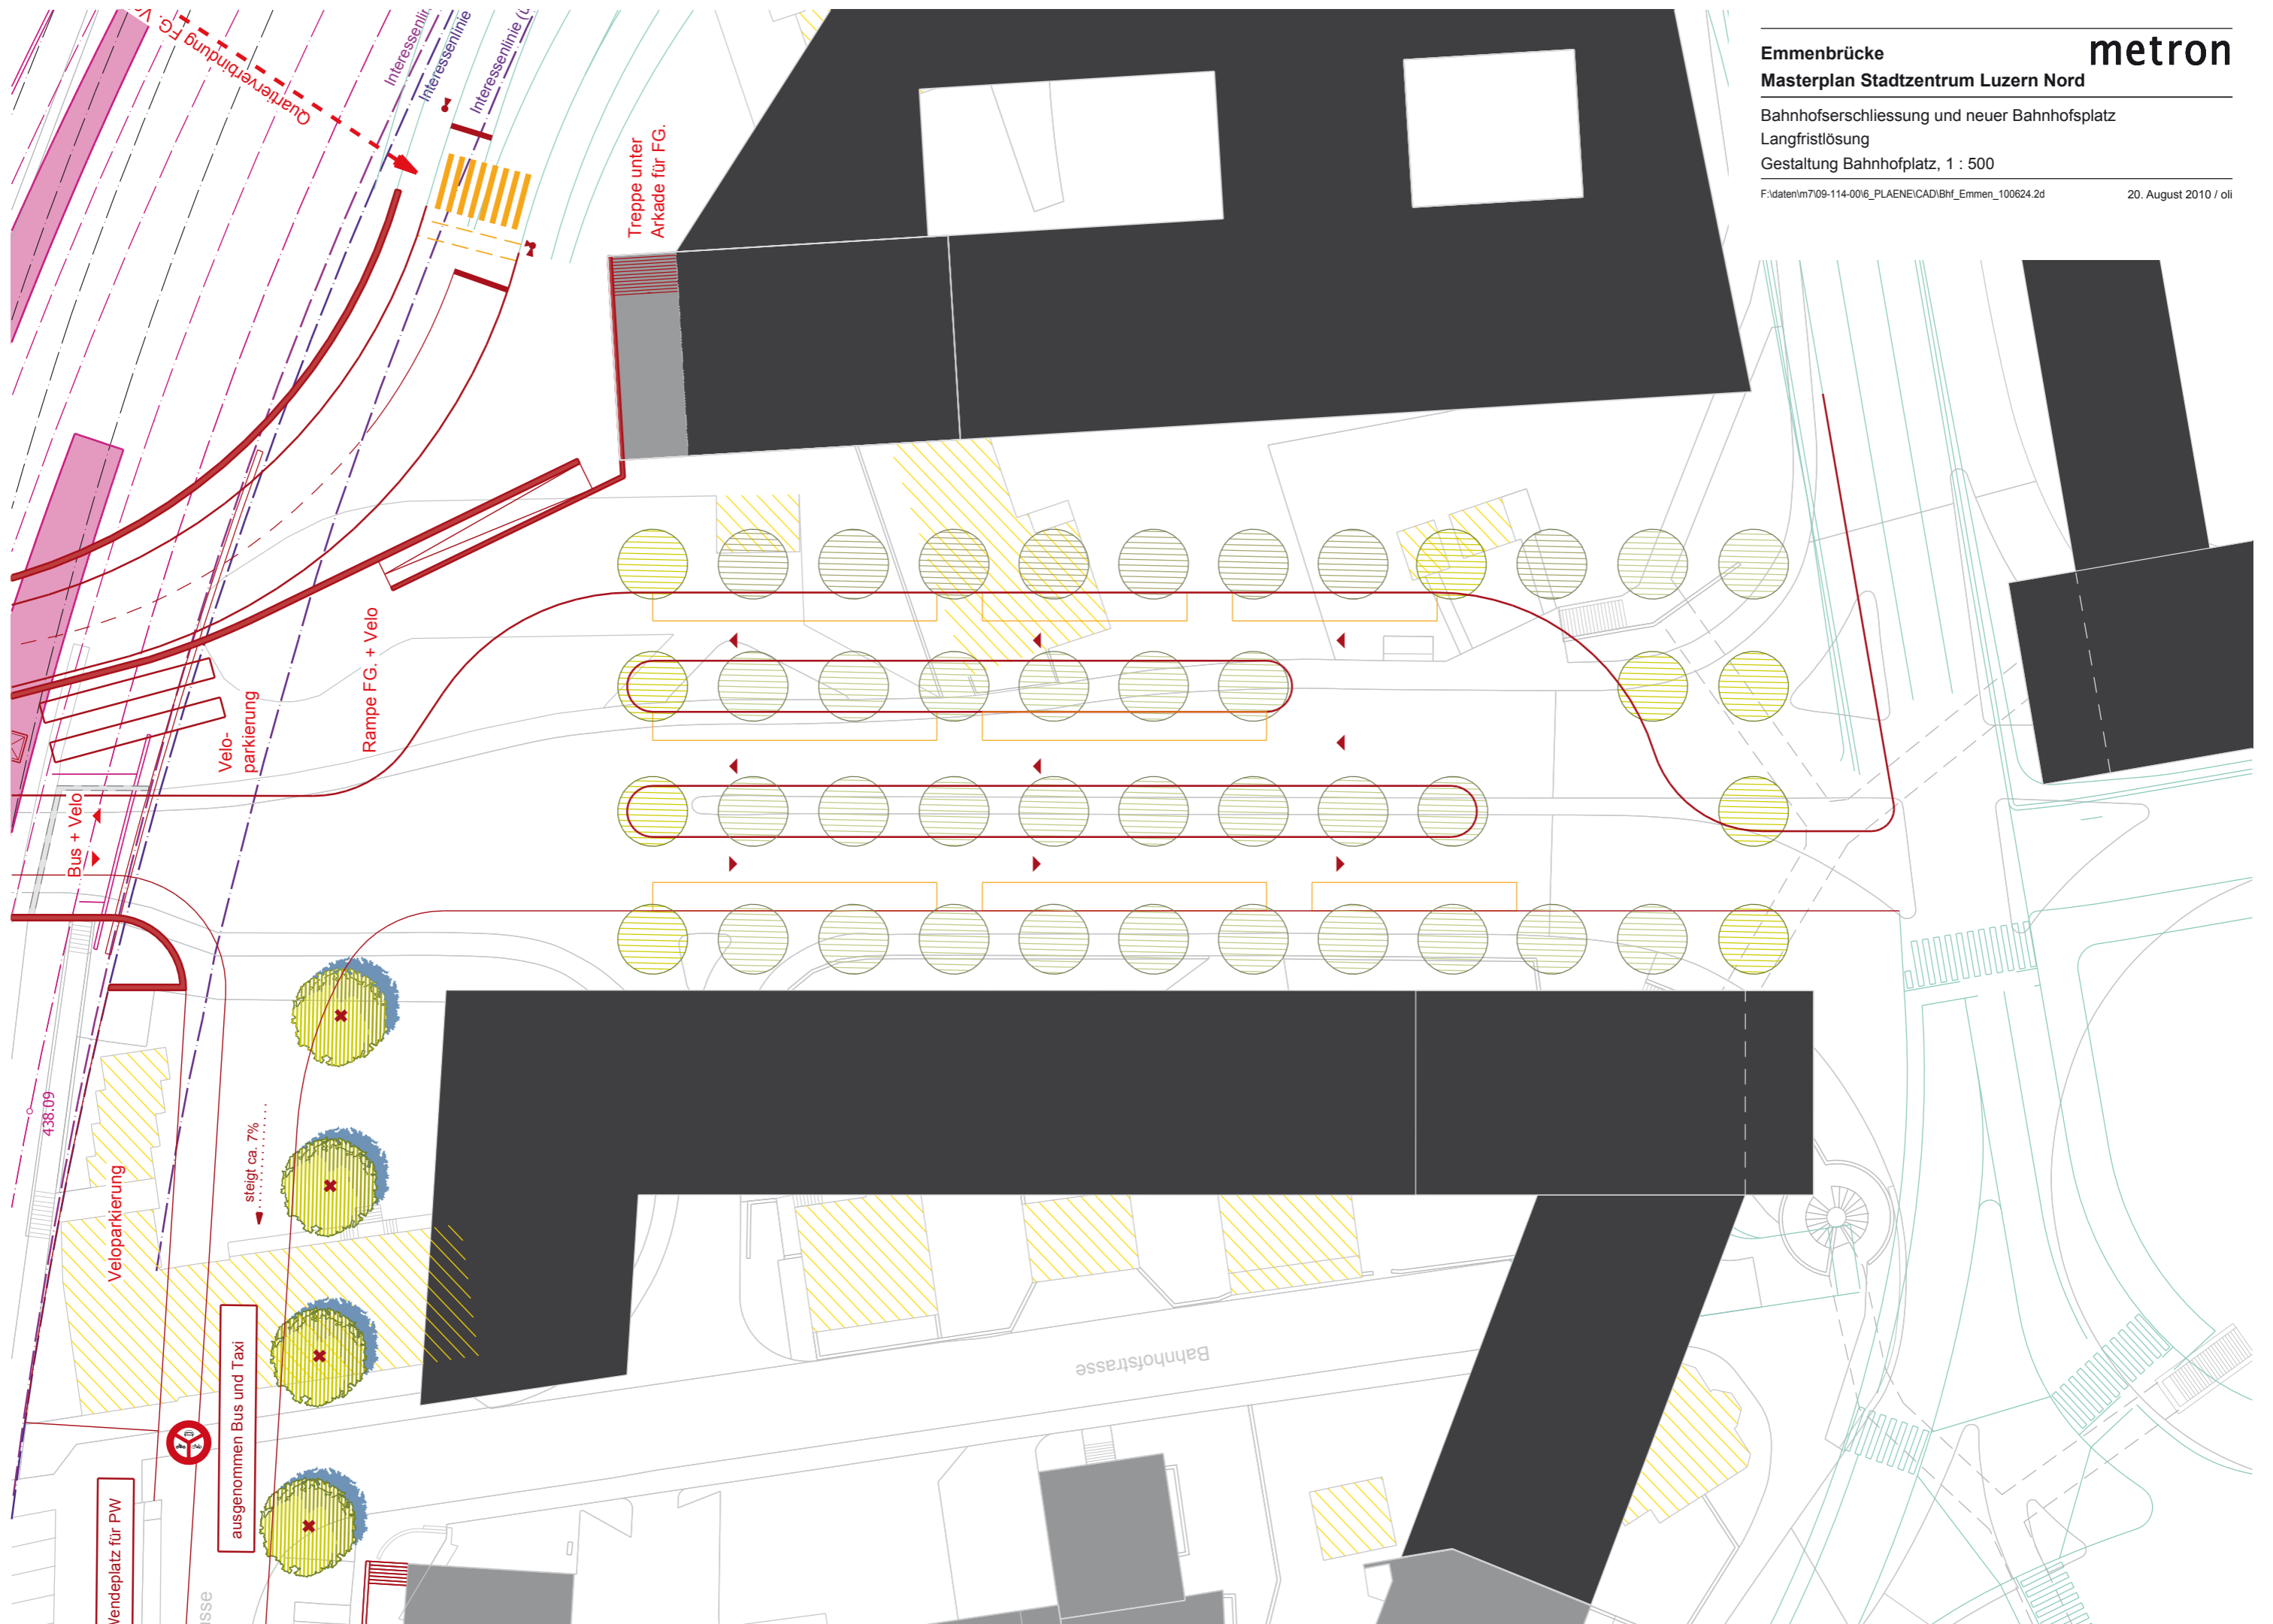 metron
Emmenbrücke
Masterplan Stadtzentrum Luzern Nord
Bahnhofserschliessung und neuer Bahnhofsplatz
Langfristlösung
Gestaltung Bahnhofplatz, 1 : 500
F:\daten\m7\09-114-00\6_PLAENE\CAD\Bhf_Emmen_100624.2d
20. August 2010 / oli
Quartierverbindung FG.
Interessenlinie
Interessenlinie
Treppe unter
Arkade für FG.
Rampe FG. + Velo
Velo-
parkierung
Bus + Velo
438.09
Veloparkierung
steigt ca. 7%
ausgenommen Bus und Taxi
für PW
Bahnhofstrasse